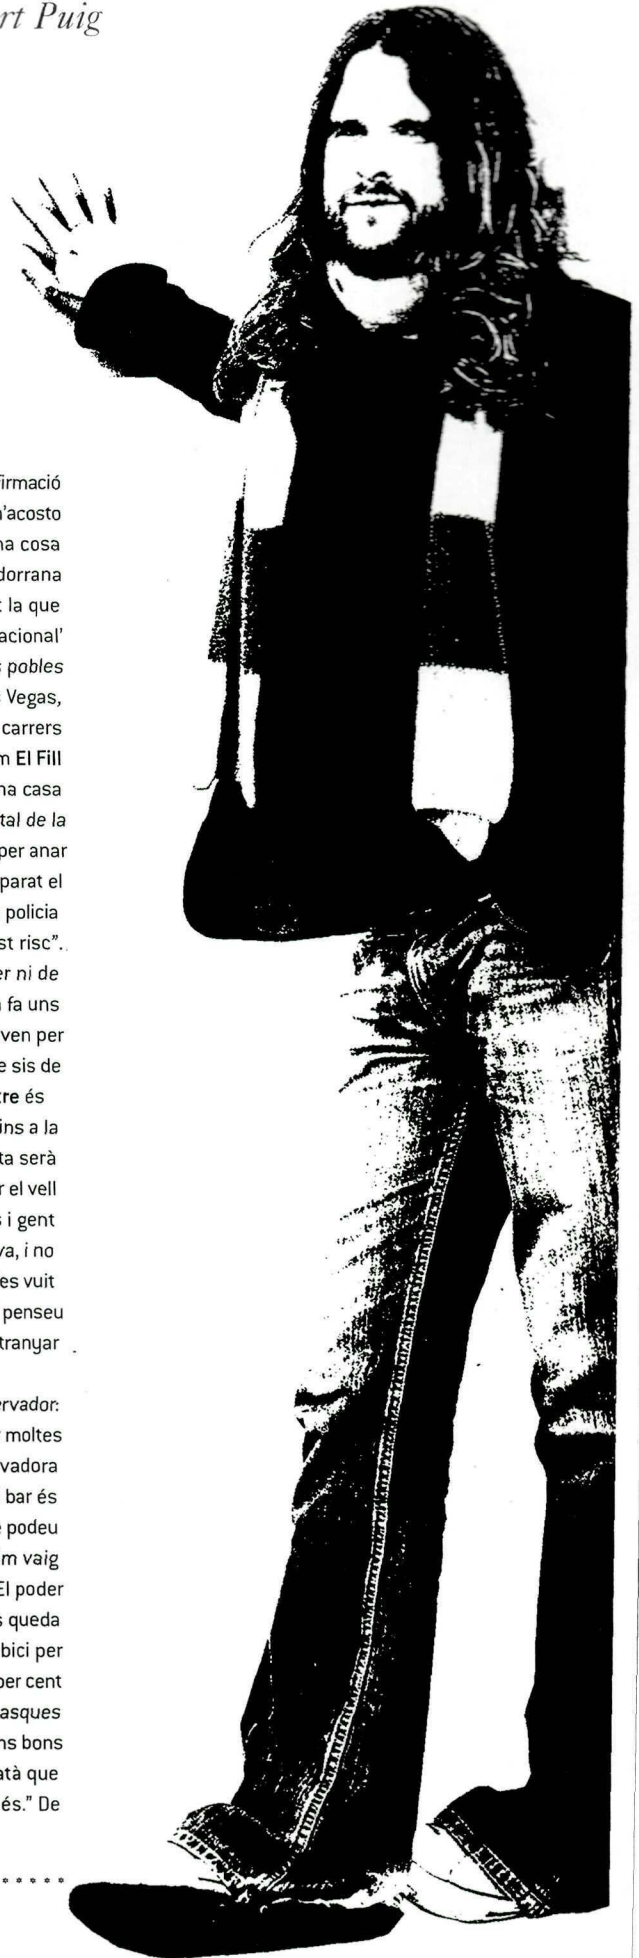 rt Puig
irmació
n'acosto
na cosa
dorrana
t la que
acional'
s pobles
s Vegas,
carrers
m El Fill
na casa
tal de la
per anar
parat el
policia
st risc".
er ni de
a fa uns
ven per
e sis de
tre és
ins a la
ta serà
r el vell
s i gent
va, i no
es vuit
penseu
tranyar
ervador:
r moltes
vadora
bar és
e podeu
m vaig
El poder
s queda
bici per
per cent
asques
ns bons
atà que
és." De